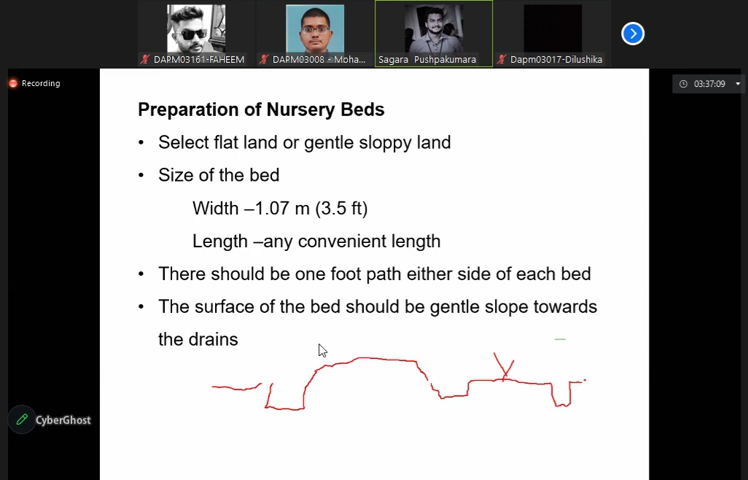 DARM03161-FAHEEM
DARM03008 - Moha...
Sagara Pushpakumara
Dapm03017-Dilushika
Recording
03:37:09
Preparation of Nursery Beds
• Select flat land or gentle sloppy land
• Size of the bed
Width –1.07 m (3.5 ft)
Length –any convenient length
• There should be one foot path either side of each bed
• The surface of the bed should be gentle slope towards
the drains
CyberGhost